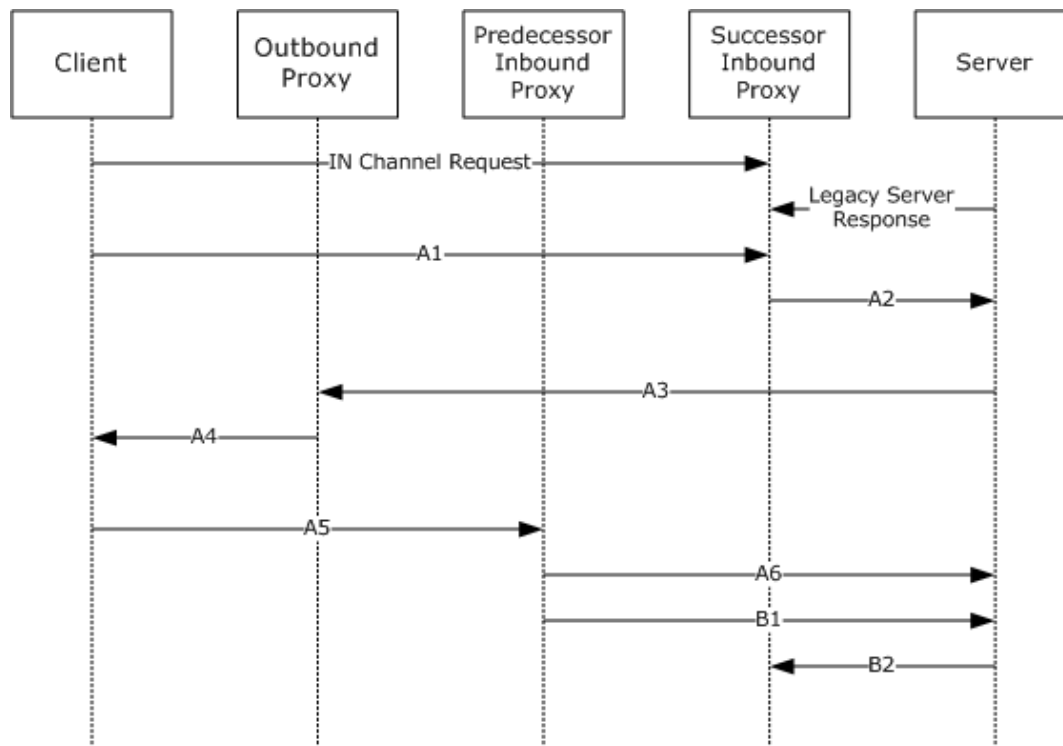 Client
Outbound
Proxy
Predecessor
Inbound
Proxy
Successor
Inbound
Proxy
Server
IN Channel Request
Legacy Server
Response
A1
A2
A3
A4
A5
A6
B1
B2